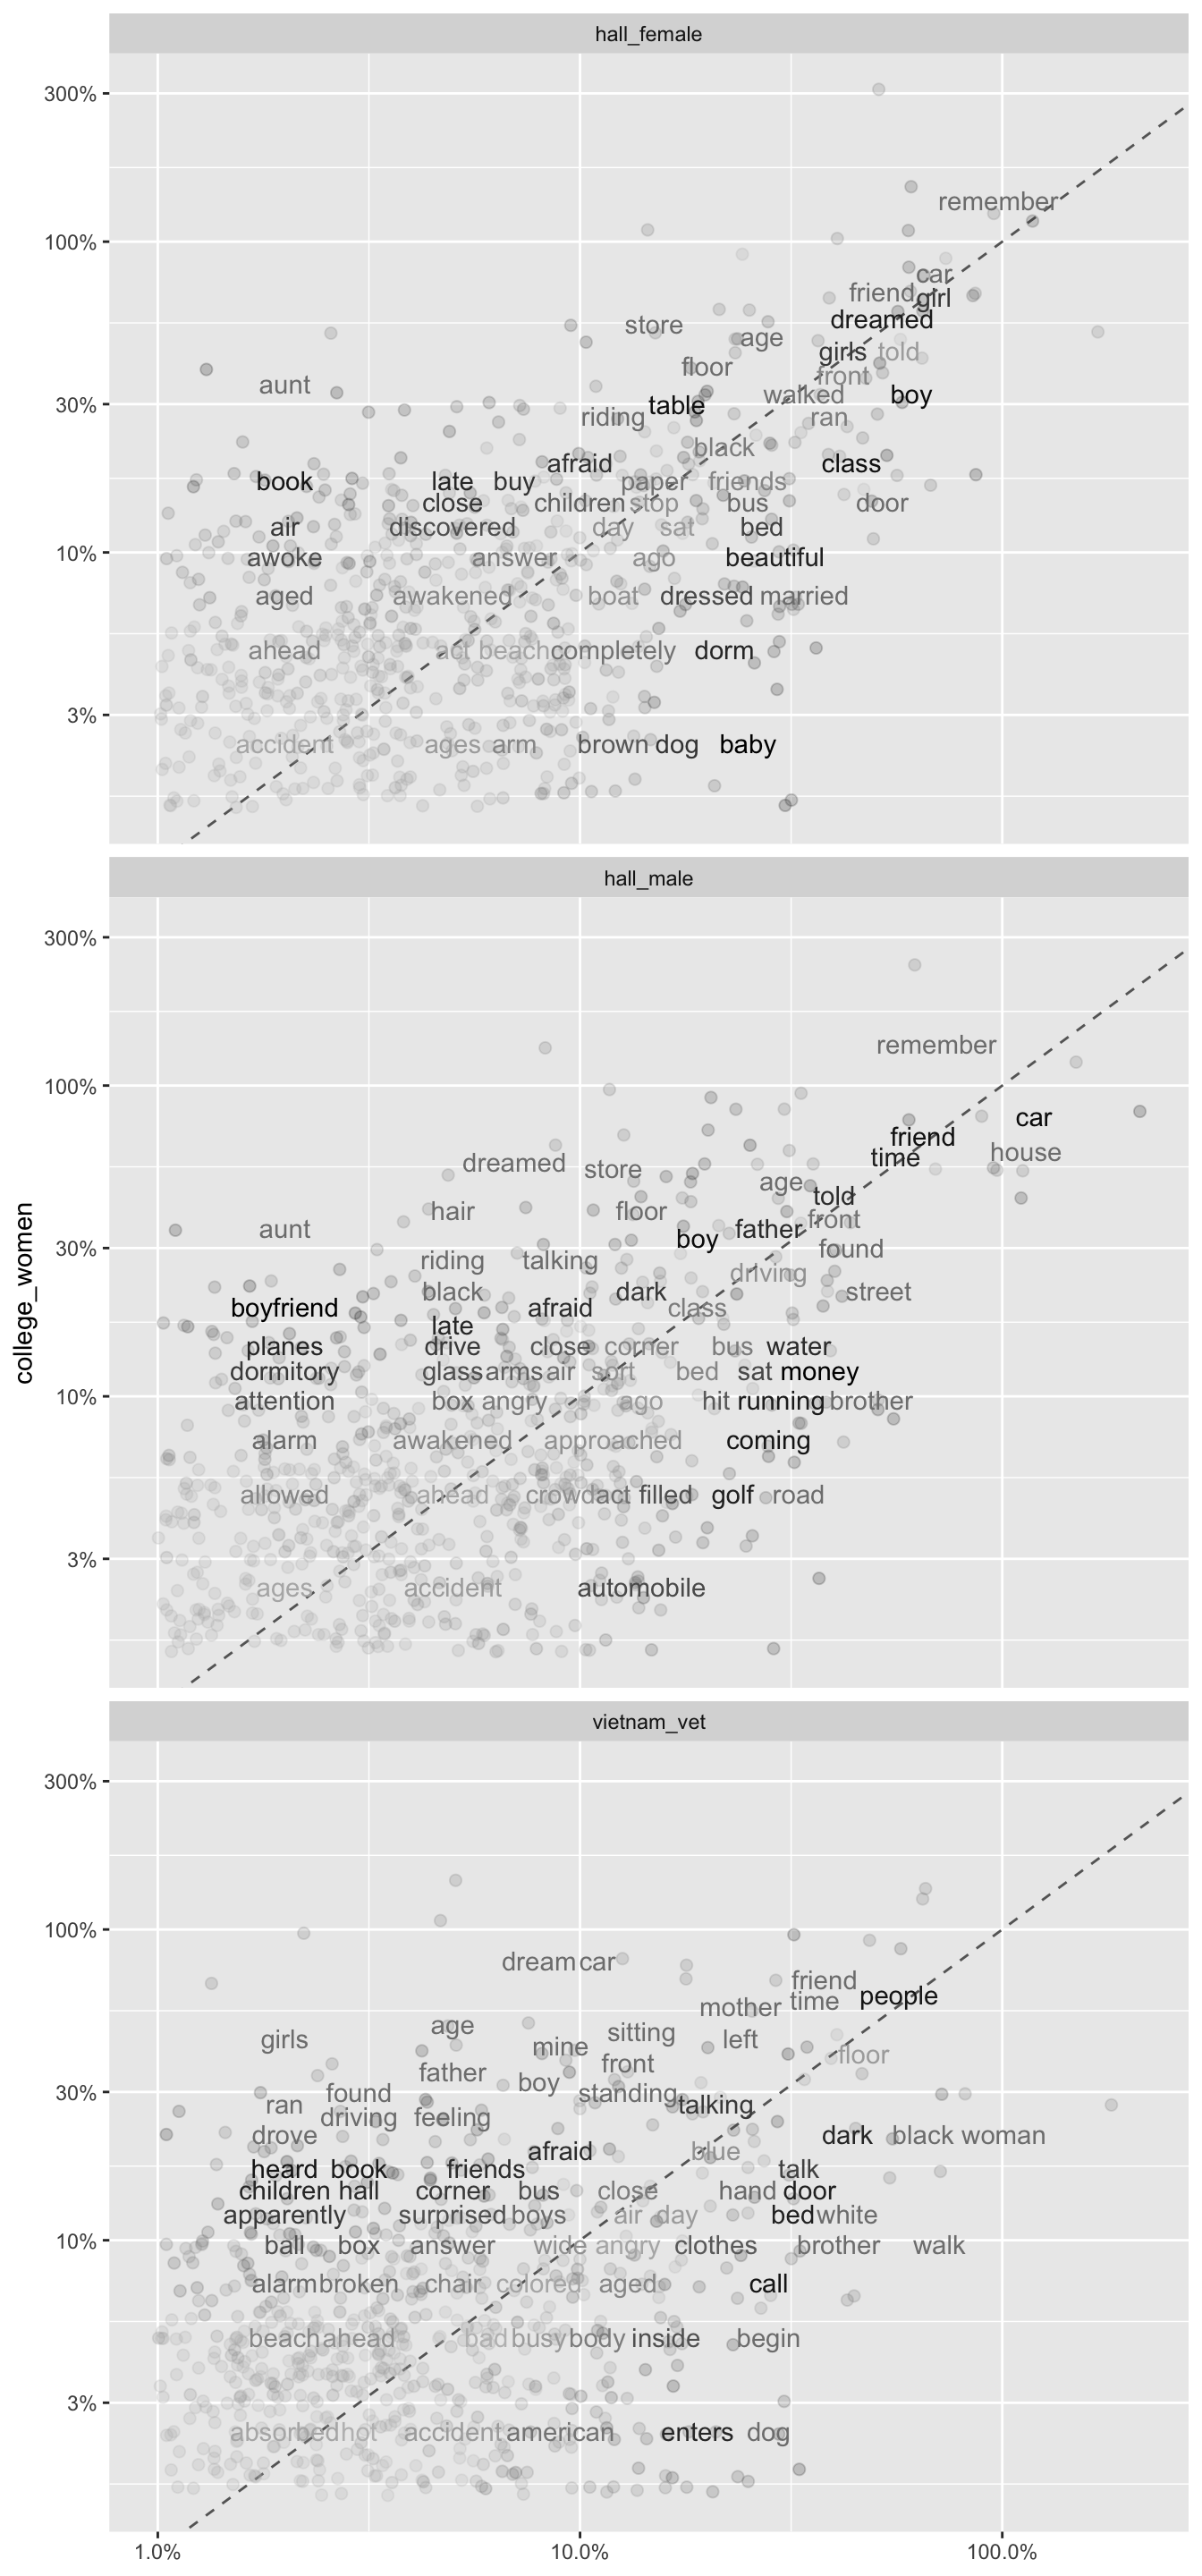 hall_female
300%
remember
100%
car
friend girl
dreamed
store
age
girls told
floor
front
aunt
walked boy
30%
table
riding ran
black
afraid class
book late buy paper friends
close children stop bus door
air discovered day sat bed
10%
awoke answer ago beautiful
aged awakened boat dressed married
ahead act beach completely dorm
3%
accident ages arm brown dog baby
hall_male
300%
remember
100%
car
friend
time house
dreamed store
age
told
hair floor front
aunt boy father
30%
found
riding talking
driving
black dark street
boyfriend afraid class
late
planes drive close corner bus water
dormitory glass arms air soft bed sat money
10%
attention box angry ago hit running brother
alarm awakened approached coming
allowed ahead crowd act filled golf road
3%
ages accident automobile
college_women
vietnam_vet
300%
100%
dream car
friend
mother time people
age sitting left
girls mine
front floor
father boy
30%
found standing
ran talking
driving feeling
drove dark black woman
afraid blue
heard book friends talk
children hall corner bus close hand door
apparently surprised boys air day bed white
10%
ball box answer wide angry clothes brother walk
alarm broken chair colored aged call
beach ahead bad busy body inside begin
3%
absorbed hot accident american enters dog
1.0% 10.0% 100.0%